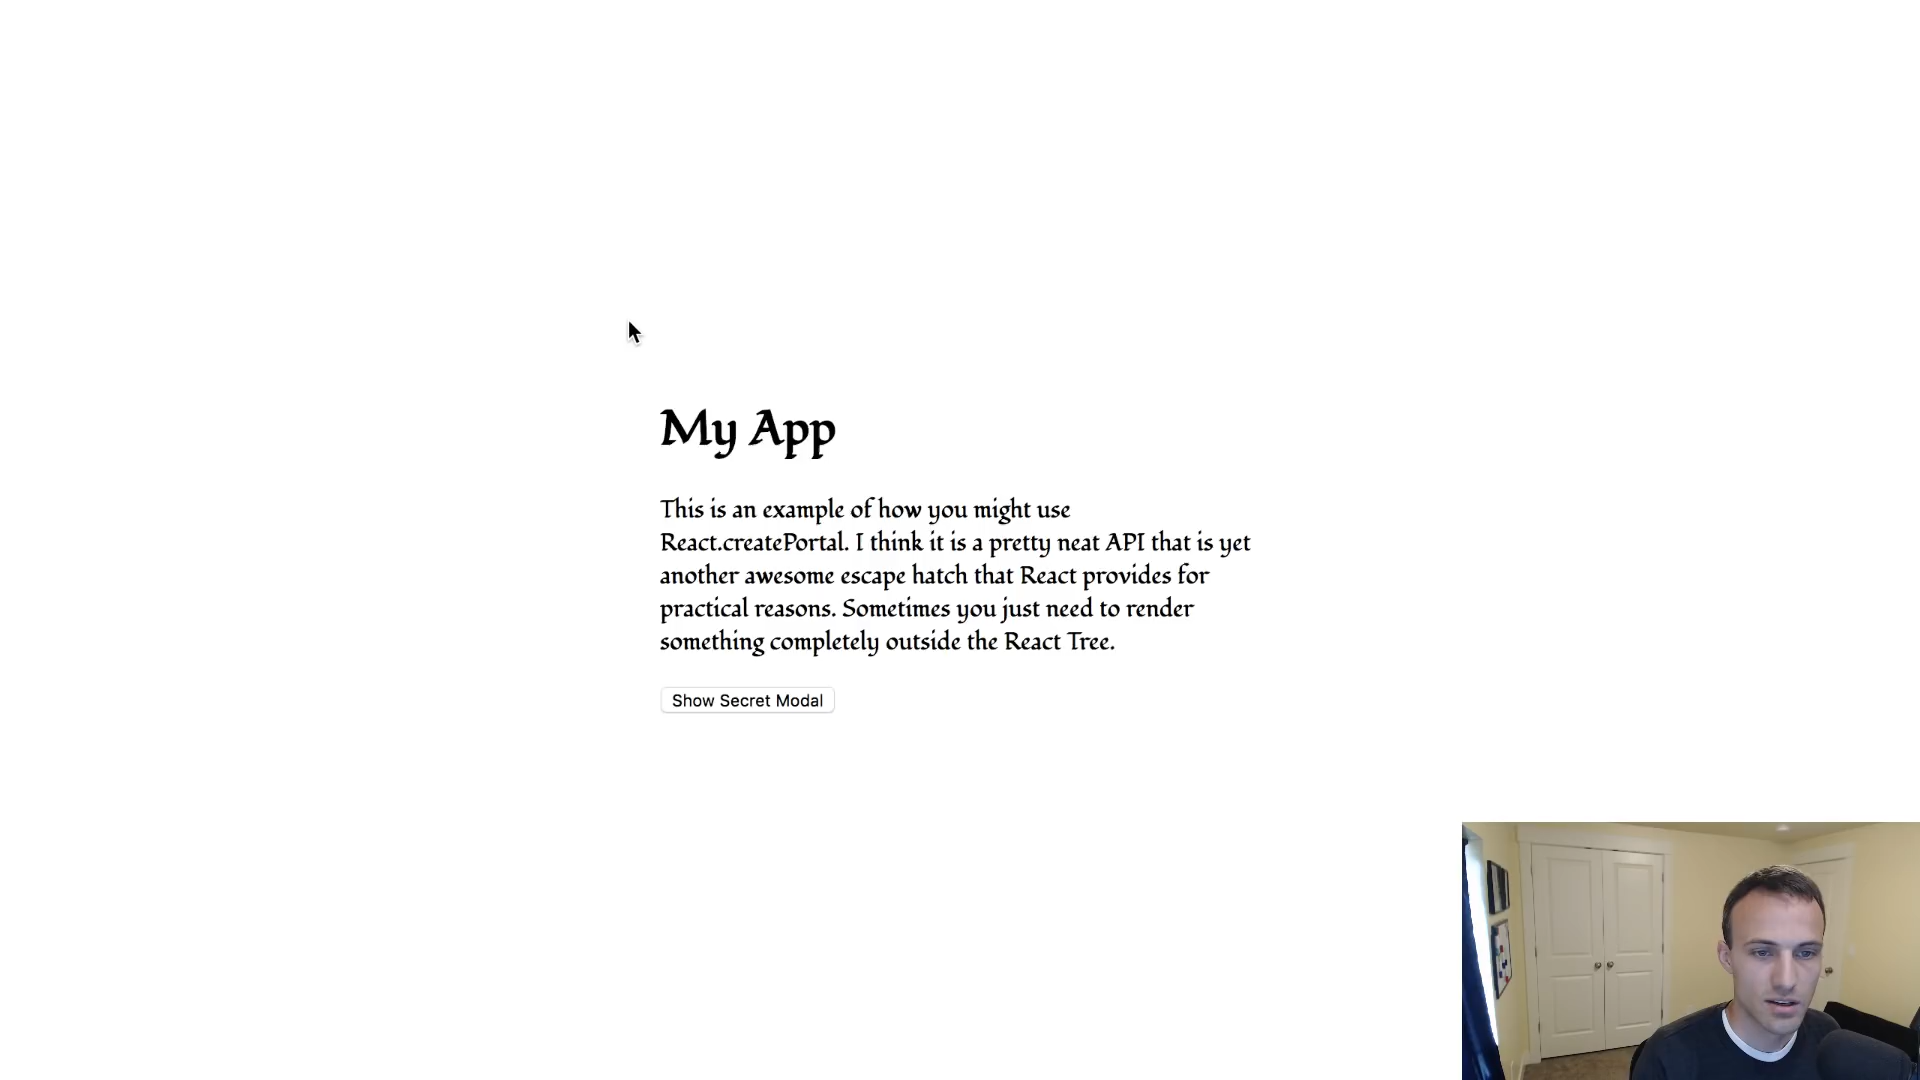 My App
This is an example of how you might use
React.createPortal. I think it is a pretty neat API that is yet
another awesome escape hatch that React provides for
practical reasons. Sometimes you just need to render
something completely outside the React Tree.
Show Secret Modal